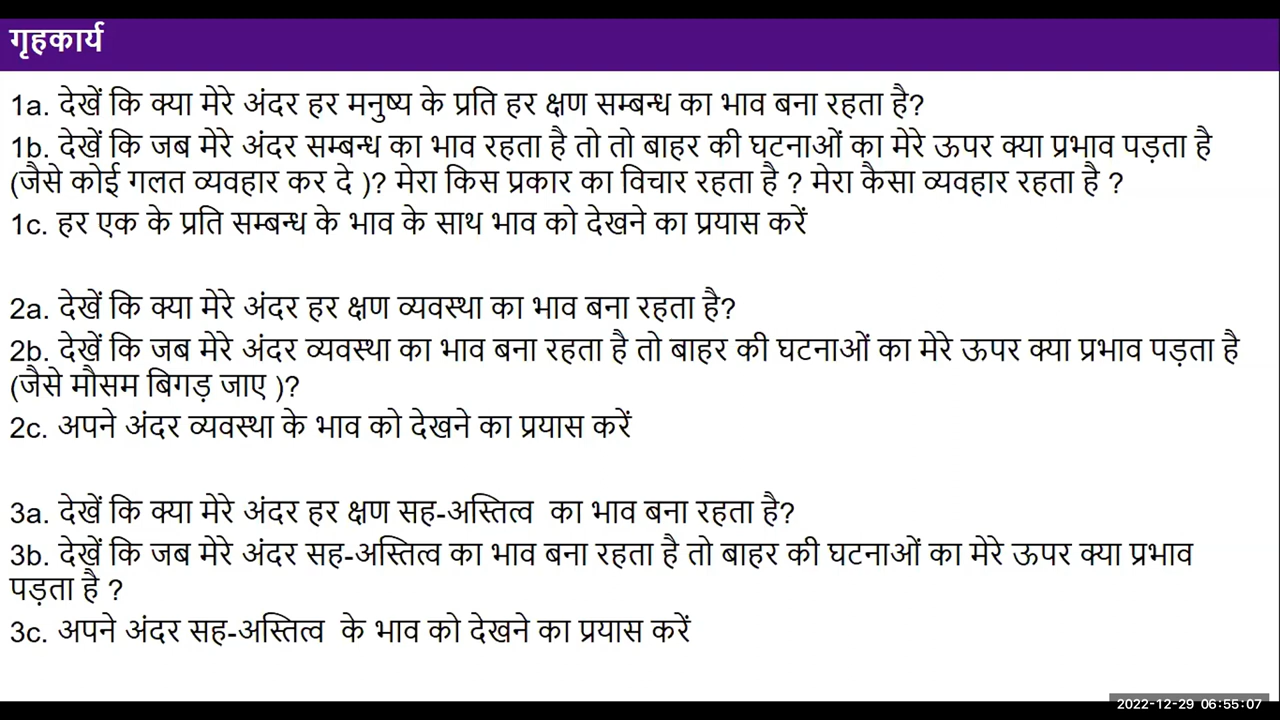 गृहकार्य
1a. देखें कि क्या मेरे अंदर हर मनुष्य के प्रति हर क्षण सम्बन्ध का भाव बना रहता है?
1b. देखें कि जब मेरे अंदर सम्बन्ध का भाव रहता है तो तो बाहर की घटनाओं का मेरे ऊपर क्या प्रभाव पड़ता है
(जैसे कोई गलत व्यवहार कर दे )? मेरा किस प्रकार का विचार रहता है ? मेरा कैसा व्यवहार रहता है ?
1c. हर एक के प्रति सम्बन्ध के भाव के साथ भाव को देखने का प्रयास करें
2a. देखें कि क्या मेरे अंदर हर क्षण व्यवस्था का भाव बना रहता है?
2b. देखें कि जब मेरे अंदर व्यवस्था का भाव बना रहता है तो बाहर की घटनाओं का मेरे ऊपर क्या प्रभाव पड़ता है
(जैसे मौसम बिगड़ जाए )?
2c. अपने अंदर व्यवस्था के भाव को देखने का प्रयास करें
3a. देखें कि क्या मेरे अंदर हर क्षण सह-अस्तित्व का भाव बना रहता है?
3b. देखें कि जब मेरे अंदर सह-अस्तित्व का भाव बना रहता है तो बाहर की घटनाओं का मेरे ऊपर क्या प्रभाव
पड़ता है ?
3c. अपने अंदर सह-अस्तित्व के भाव को देखने का प्रयास करें
2022-12-29 06:55:07